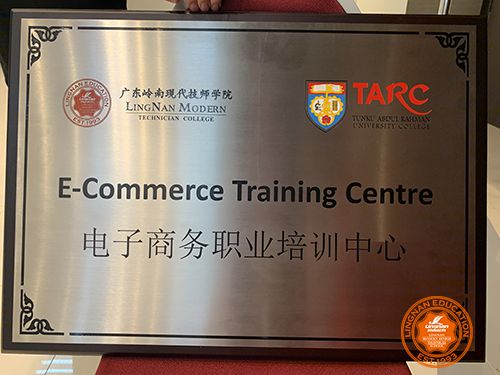 LINGNAN EDUCATION
EST.1993
广东岭南现代技师学院
LINGNAN MODERN
TECHNICIAN COLLEGE
TARC
TUNKU ABDUL RAHMAN
UNIVERSITY COLLEGE
E-Commerce Training Centre
电子商务职业培训中心
LINGNAN EDUCATION
Lingnan
EST.1993